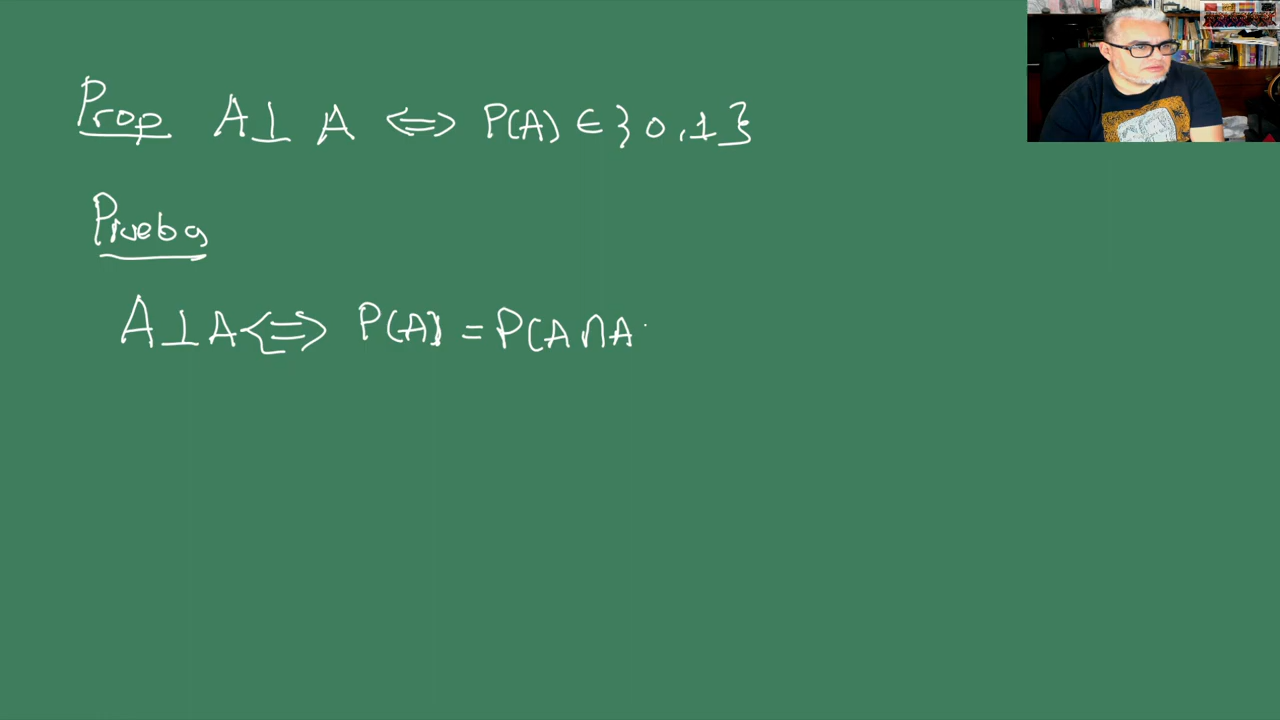 Prop A ⊥ A ⇔ P(A) ∈ {0,1}
Prueba
A ⊥ A ⇔ P(A) = P(A ∩ A